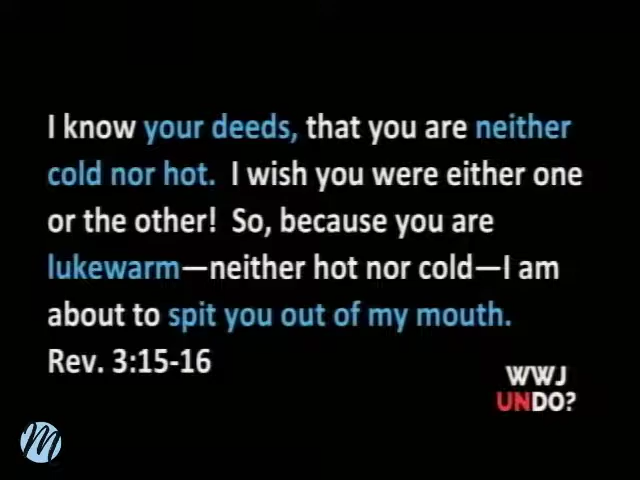 I know your deeds, that you are neither
cold nor hot.  I wish you were either one
or the other!  So, because you are
lukewarm—neither hot nor cold—I am
about to spit you out of my mouth.
Rev. 3:15-16
WWJ
UNDO?
M